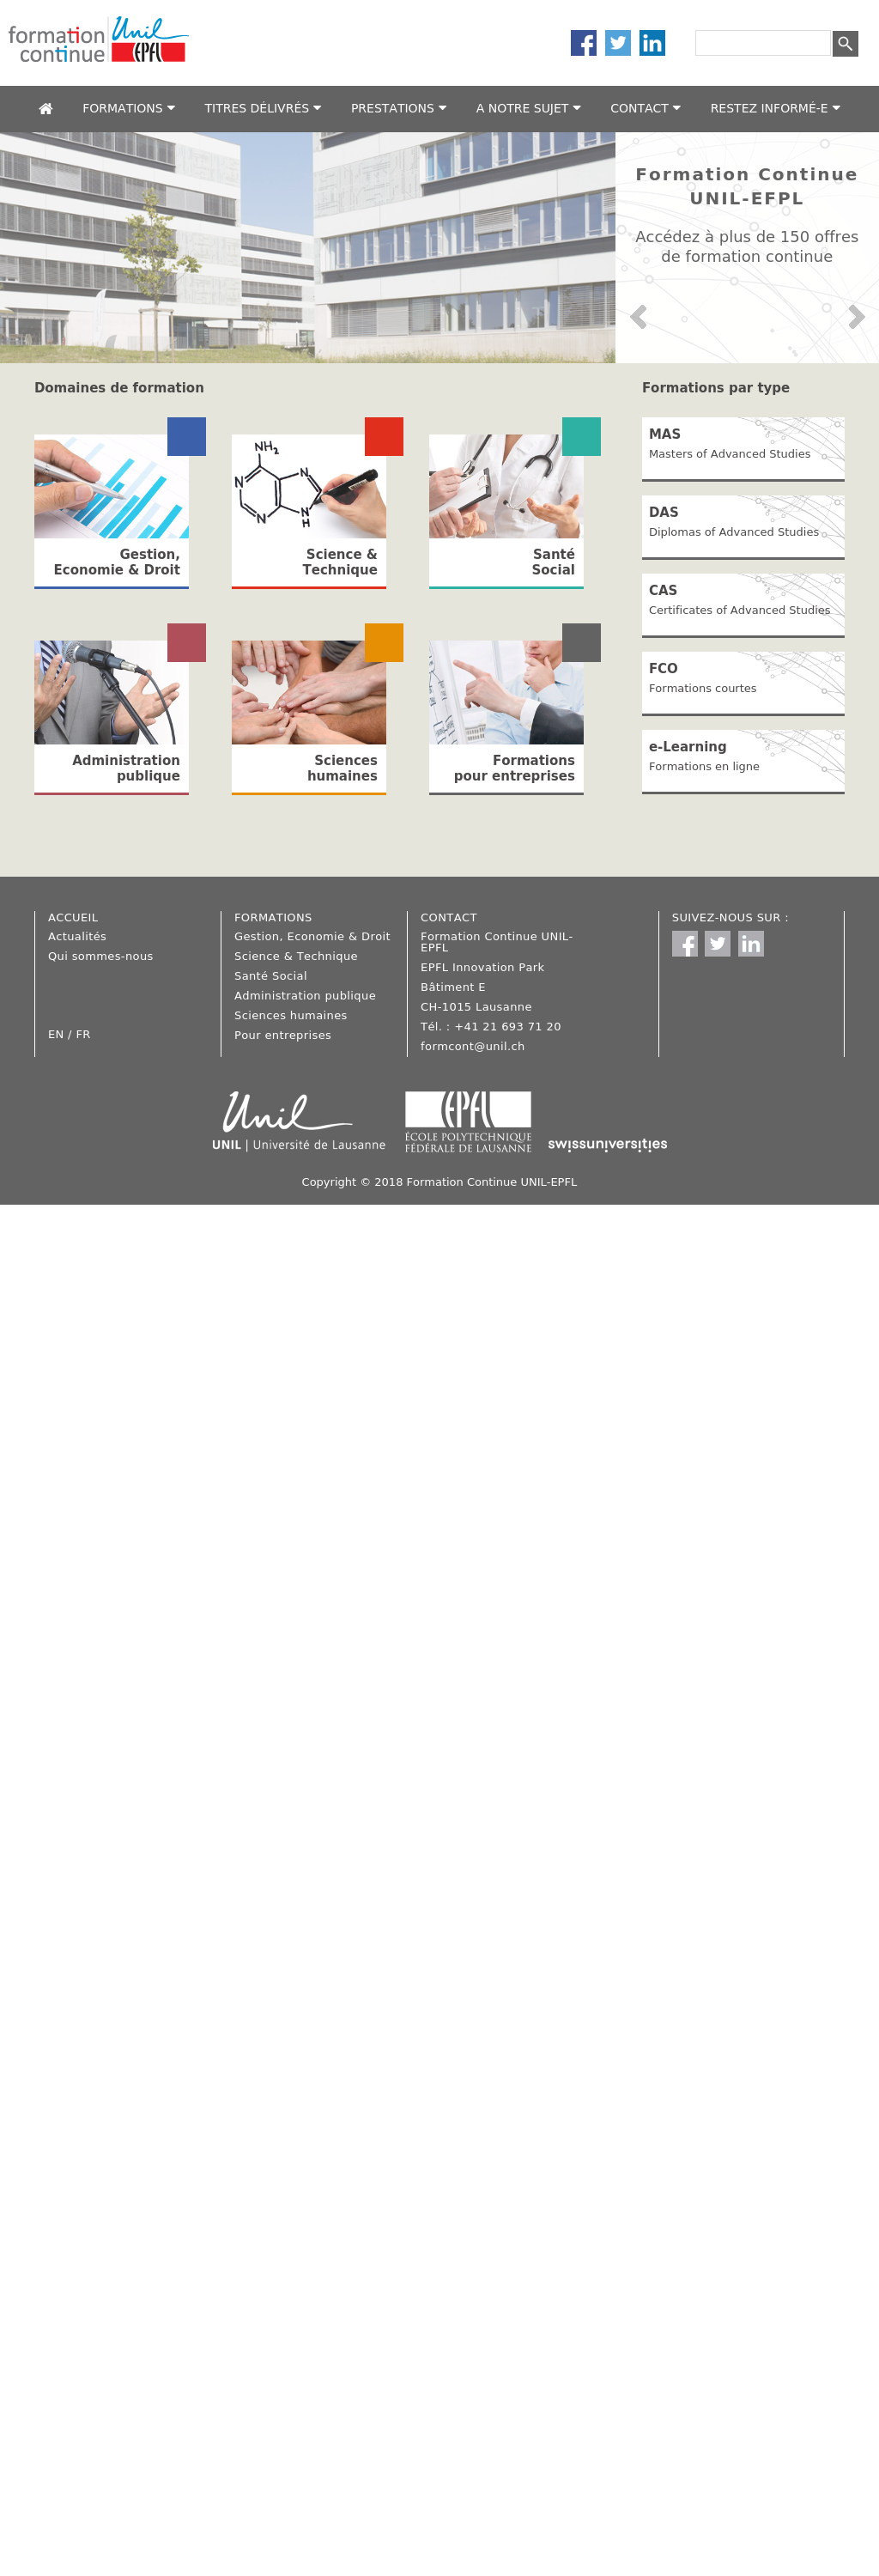 formation
continue
Unil
EPFL
FORMATIONS
TITRES DÉLIVRÉS
PRESTATIONS
A NOTRE SUJET
CONTACT
RESTEZ INFORMÉ-E
Formation Continue
UNIL-EFPL
Accédez à plus de 150 offres
de formation continue
Domaines de formation
NH2
N
N
N
N
H
Gestion,
Economie & Droit
Science &
Technique
Santé
Social
Administration
publique
Sciences
humaines
Formations
pour entreprises
Formations par type
MAS
Masters of Advanced Studies
DAS
Diplomas of Advanced Studies
CAS
Certificates of Advanced Studies
FCO
Formations courtes
e-Learning
Formations en ligne
ACCUEIL
Actualités
Qui sommes-nous
EN / FR
FORMATIONS
Gestion, Economie & Droit
Science & Technique
Santé Social
Administration publique
Sciences humaines
Pour entreprises
CONTACT
Formation Continue UNIL-
EPFL
EPFL Innovation Park
Bâtiment E
CH-1015 Lausanne
Tél. : +41 21 693 71 20
formcont@unil.ch
SUIVEZ-NOUS SUR :
Unil
UNIL | Université de Lausanne
EPFL
ÉCOLE POLYTECHNIQUE
FÉDÉRALE DE LAUSANNE
swissuniversities
Copyright © 2018 Formation Continue UNIL-EPFL